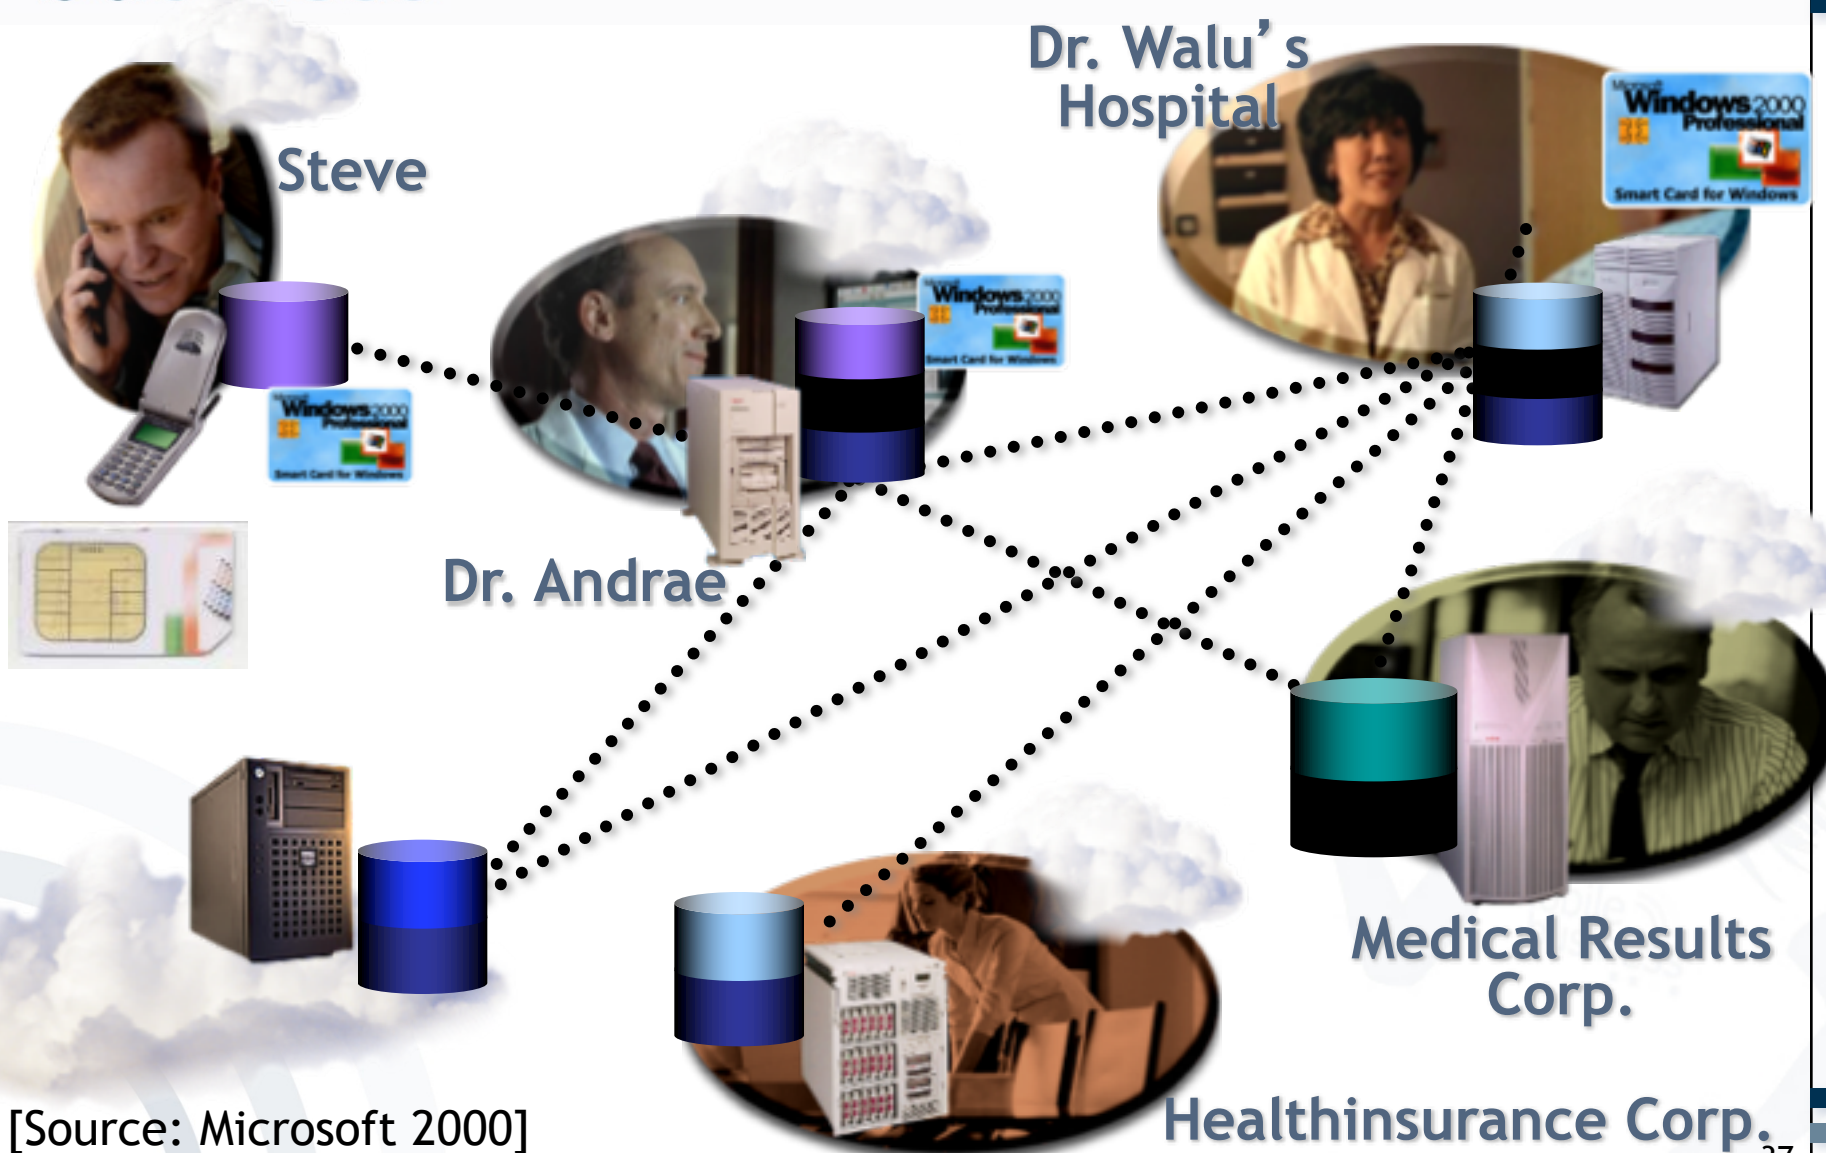 Dr. Walu's
Hospital
Microsoft
Windows 2000
Professional
Smart Card for Windows
Steve
Windows 2000
Professional
Smart Card for Windows
Windows 2000
Professional
Smart Card for Windows
Dr. Andrae
Medical Results
Corp.
Healthinsurance Corp.
[Source: Microsoft 2000]